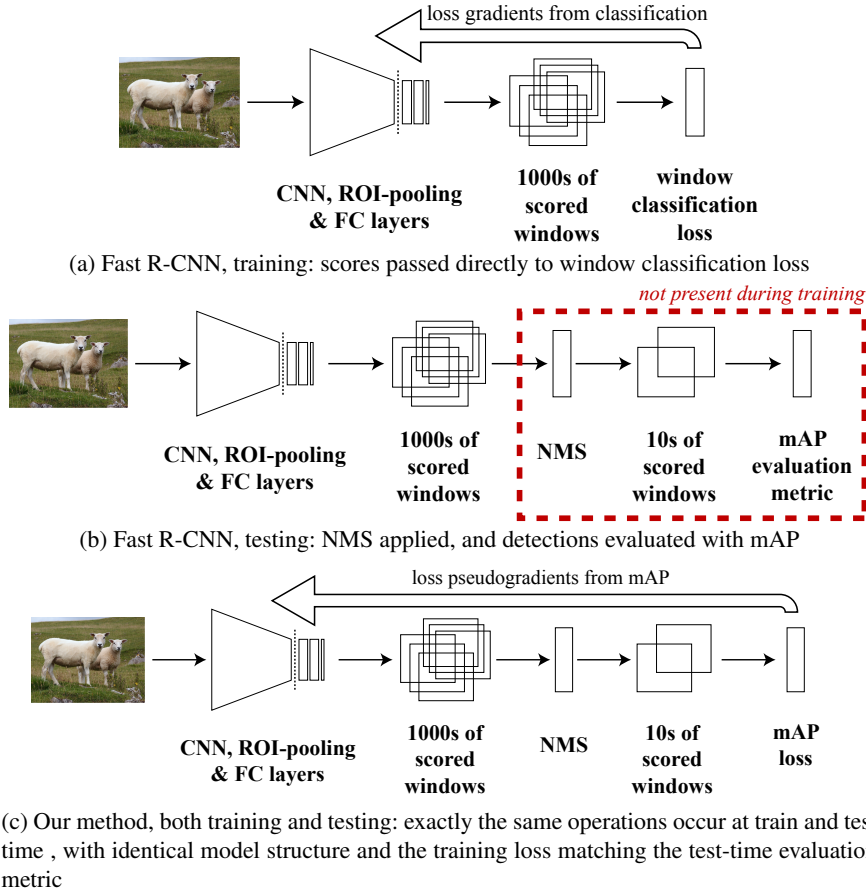 loss gradients from classification
CNN, ROI-pooling
& FC layers
1000s of
scored
windows
window
classification
loss
(a) Fast R-CNN, training: scores passed directly to window classification loss
not present during training
CNN, ROI-pooling
& FC layers
1000s of
scored
windows
NMS
10s of
scored
windows
mAP
evaluation
metric
(b) Fast R-CNN, testing: NMS applied, and detections evaluated with mAP
loss pseudogradients from mAP
CNN, ROI-pooling
& FC layers
1000s of
scored
windows
NMS
10s of
scored
windows
mAP
loss
(c) Our method, both training and testing: exactly the same operations occur at train and tes
time , with identical model structure and the training loss matching the test-time evaluatio
metric